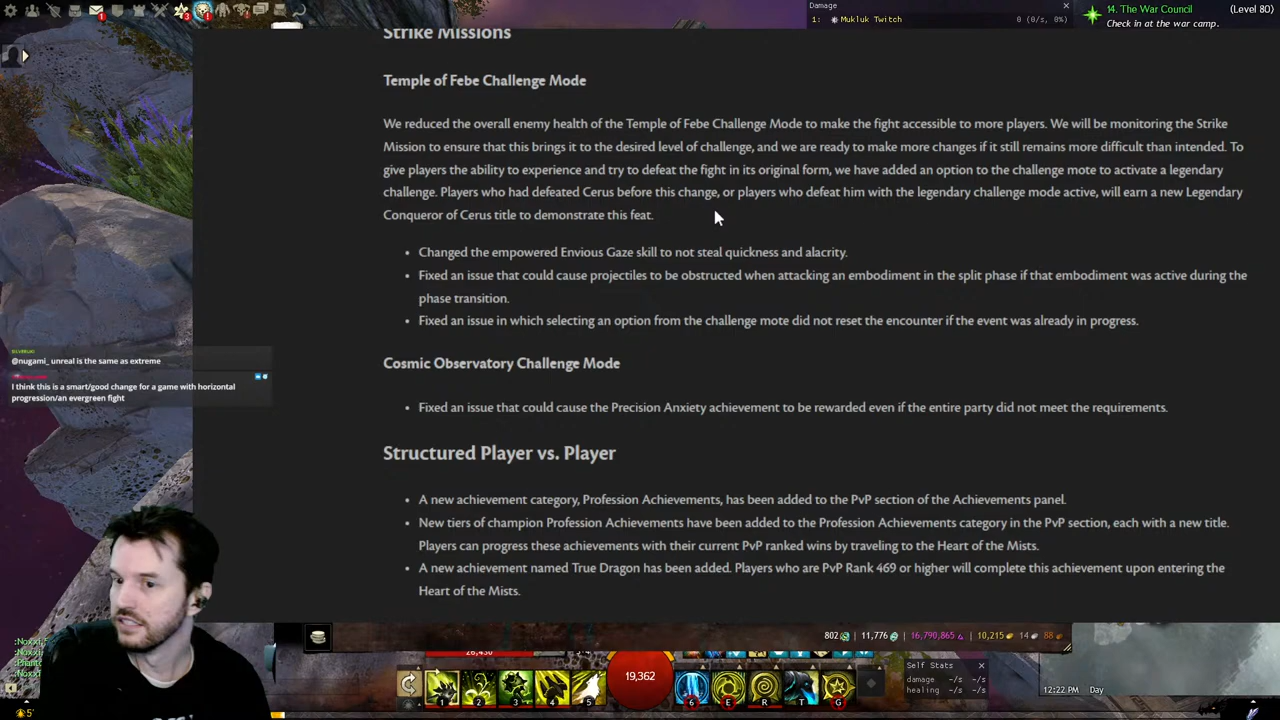 Damage
1: Mukluk Twitch 0 (0/s, 0%)
14. The War Council (Level 80)
Check in at the war camp.
Strike Missions
Temple of Febe Challenge Mode
We reduced the overall enemy health of the Temple of Febe Challenge Mode to make the fight accessible to more players. We will be monitoring the Strike
Mission to ensure that this brings it to the desired level of challenge, and we are ready to make more changes if it still remains more difficult than intended. To
give players the ability to experience and try to defeat the fight in its original form, we have added an option to the challenge mote to activate a legendary
challenge. Players who had defeated Cerus before this change, or players who defeat him with the legendary challenge mode active, will earn a new Legendary
Conqueror of Cerus title to demonstrate this feat.
• Changed the empowered Envious Gaze skill to not steal quickness and alacrity.
• Fixed an issue that could cause projectiles to be obstructed when attacking an embodiment in the split phase if that embodiment was active during the
phase transition.
• Fixed an issue in which selecting an option from the challenge mote did not reset the encounter if the event was already in progress.
@nugami_ unreal is the same as extreme
I think this is a smart/good change for a game with horizontal
progression/an evergreen fight
Cosmic Observatory Challenge Mode
• Fixed an issue that could cause the Precision Anxiety achievement to be rewarded even if the entire party did not meet the requirements.
Structured Player vs. Player
• A new achievement category, Profession Achievements, has been added to the PvP section of the Achievements panel.
• New tiers of champion Profession Achievements have been added to the Profession Achievements category in the PvP section, each with a new title.
Players can progress these achievements with their current PvP ranked wins by traveling to the Heart of the Mists.
• A new achievement named True Dragon has been added. Players who are PvP Rank 469 or higher will complete this achievement upon entering the
Heart of the Mists.
802 11,776 16,790,865 10,215 14 88
19,362
1 2 3 4 5 6 E R T G
Self Stats
damage -/s -/s
healing -/s -/s
12:22 PM Day
5'